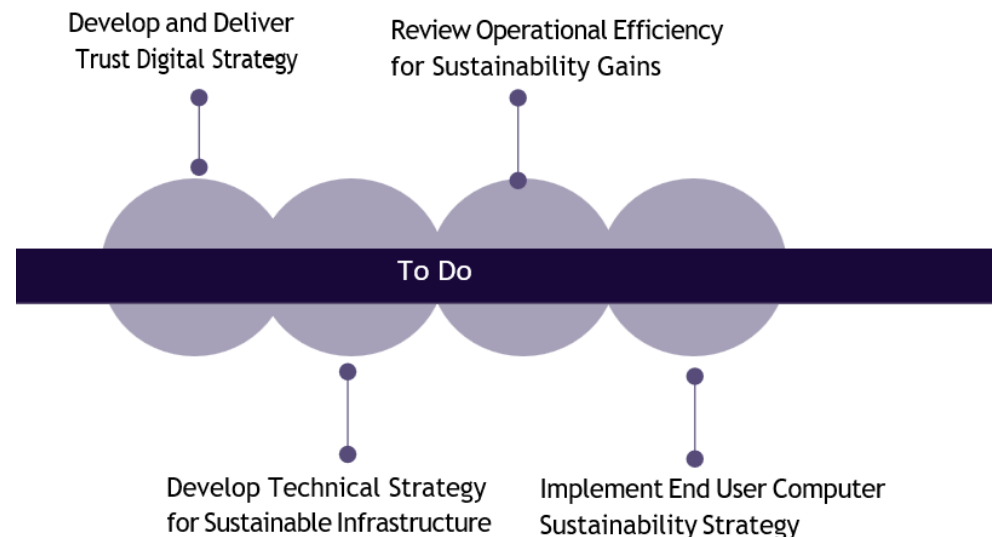 Develop and Deliver
Trust Digital Strategy
Review Operational Efficiency
for Sustainability Gains
To Do
Develop Technical Strategy
for Sustainable Infrastructure
Implement End User Computer
Sustainability Strategy